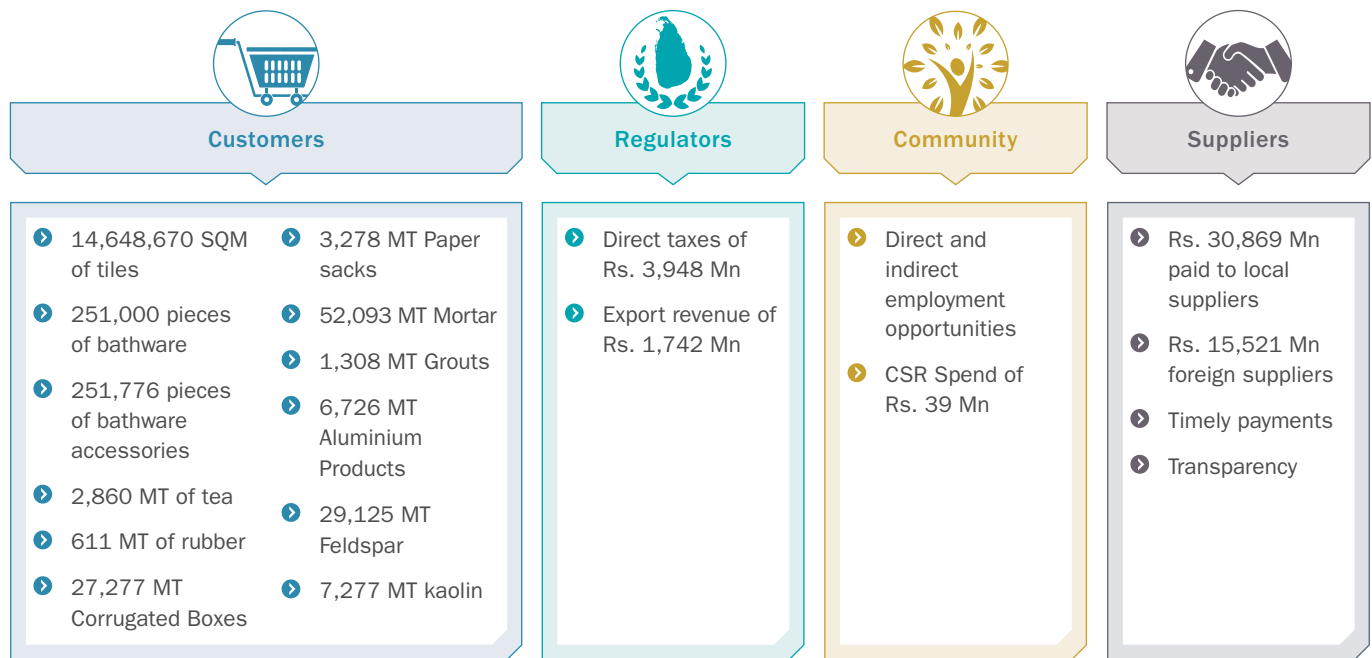 Customers
14,648,670 SQM
of tiles
251,000 pieces
of bathware
251,776 pieces
of bathware
accessories
2,860 MT of tea
611 MT of rubber
27,277 MT
Corrugated Boxes
3,278 MT Paper
sacks
52,093 MT Mortar
1,308 MT Grouts
6,726 MT
Aluminium
Products
29,125 MT
Feldspar
7,277 MT kaolin
Regulators
Direct taxes of
Rs. 3,948 Mn
Export revenue of
Rs. 1,742 Mn
Community
Direct and
indirect
employment
opportunities
CSR Spend of
Rs. 39 Mn
Suppliers
Rs. 30,869 Mn
paid to local
suppliers
Rs. 15,521 Mn
foreign suppliers
Timely payments
Transparency